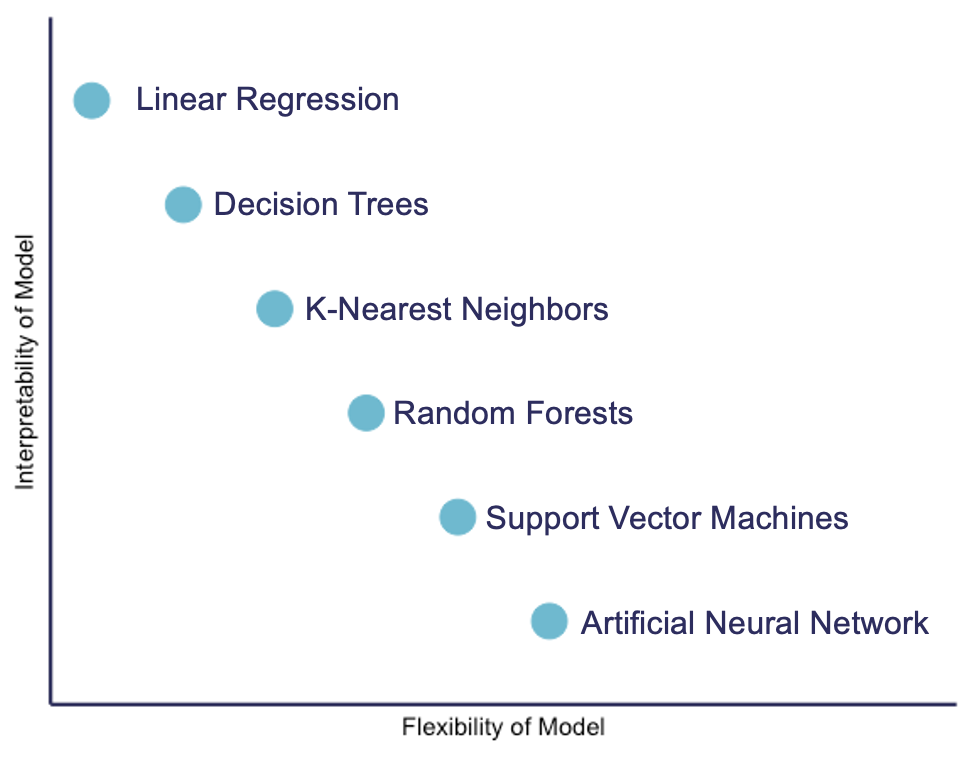 Linear Regression
Decision Trees
K-Nearest Neighbors
Random Forests
Support Vector Machines
Artificial Neural Network
Interpretability of Model
Flexibility of Model